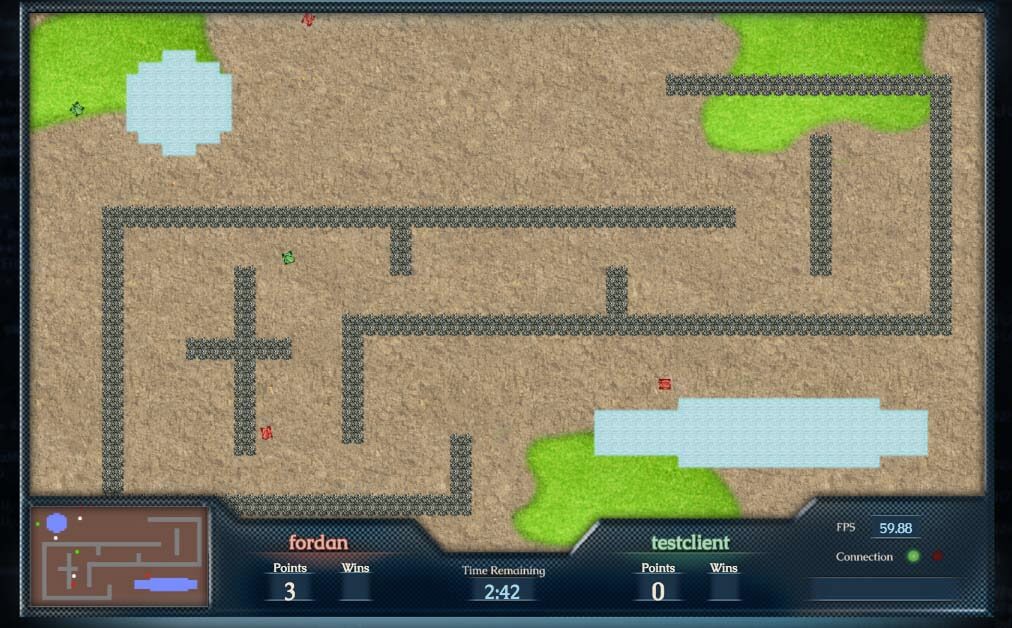 fordan
Points Wins
3
Time Remaining
2:42
testclient
Points Wins
0
FPS 59.88
Connection